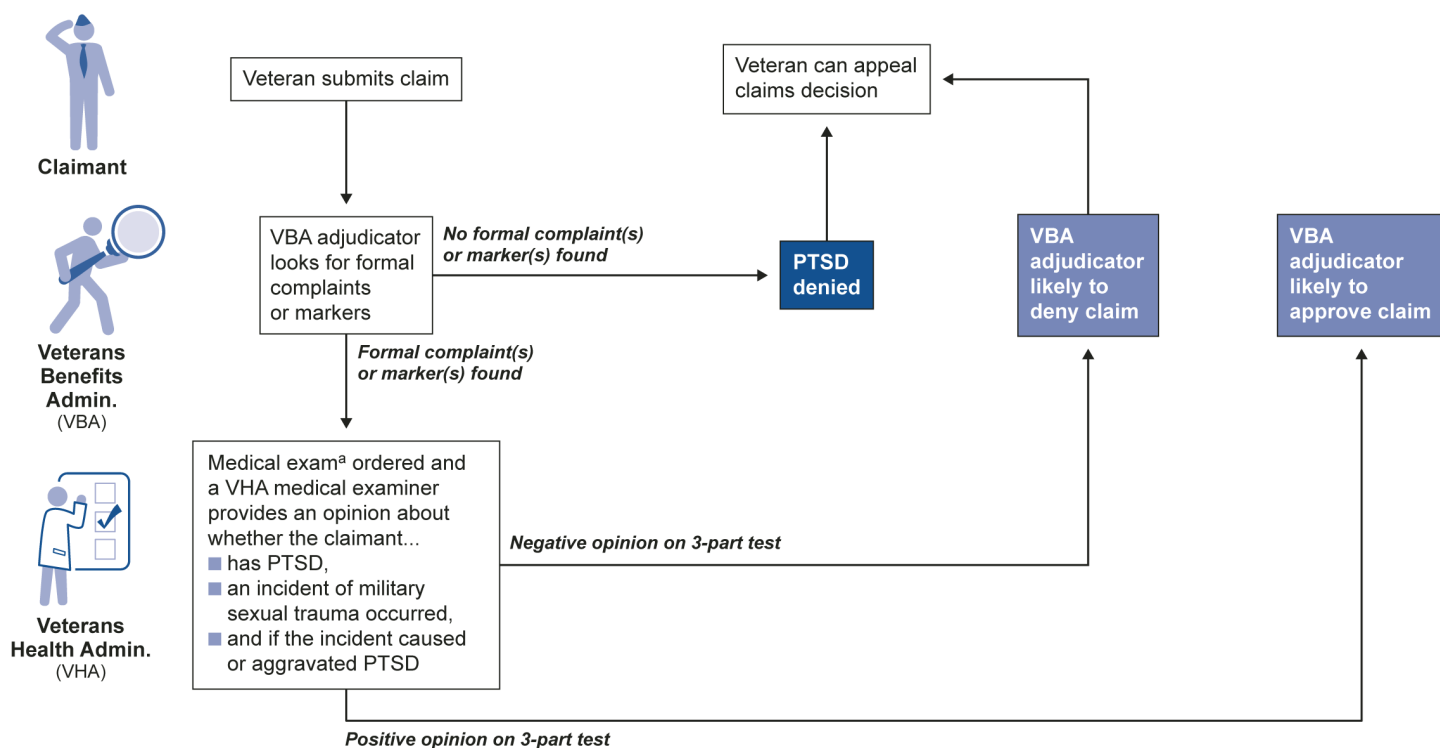 Claimant
Veteran submits claim
Veteran can appeal
claims decision
Veterans
Benefits
Admin.
(VBA)
VBA adjudicator
looks for formal
complaints
or markers
No formal complaint(s)
or marker(s) found
PTSD
denied
VBA
adjudicator
likely to
deny claim
VBA
adjudicator
likely to
approve claim
Formal complaint(s)
or marker(s) found
Veterans
Health Admin.
(VHA)
Medical examᵃ ordered and
a VHA medical examiner
provides an opinion about
whether the claimant...
has PTSD,
an incident of military
sexual trauma occurred,
and if the incident caused
or aggravated PTSD
Negative opinion on 3-part test
Positive opinion on 3-part test